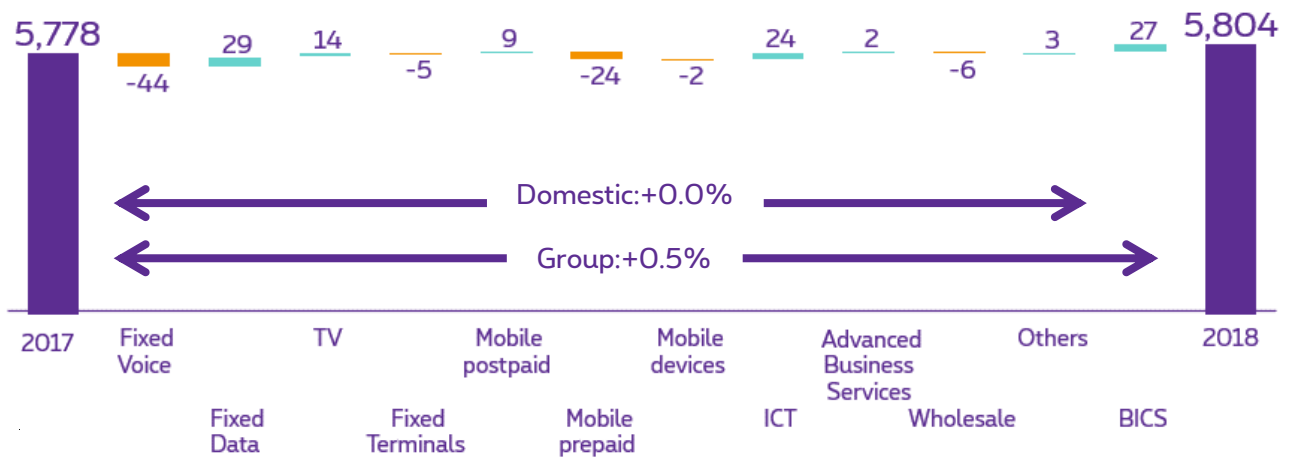 5,778
-44
29
14
-5
9
-24
-2
24
2
-6
3
27
5,804
Domestic:+0.0%
Group:+0.5%
2017
Fixed
Voice
Fixed
Data
TV
Fixed
Terminals
Mobile
postpaid
Mobile
prepaid
Mobile
devices
ICT
Advanced
Business
Services
Wholesale
Others
BICS
2018